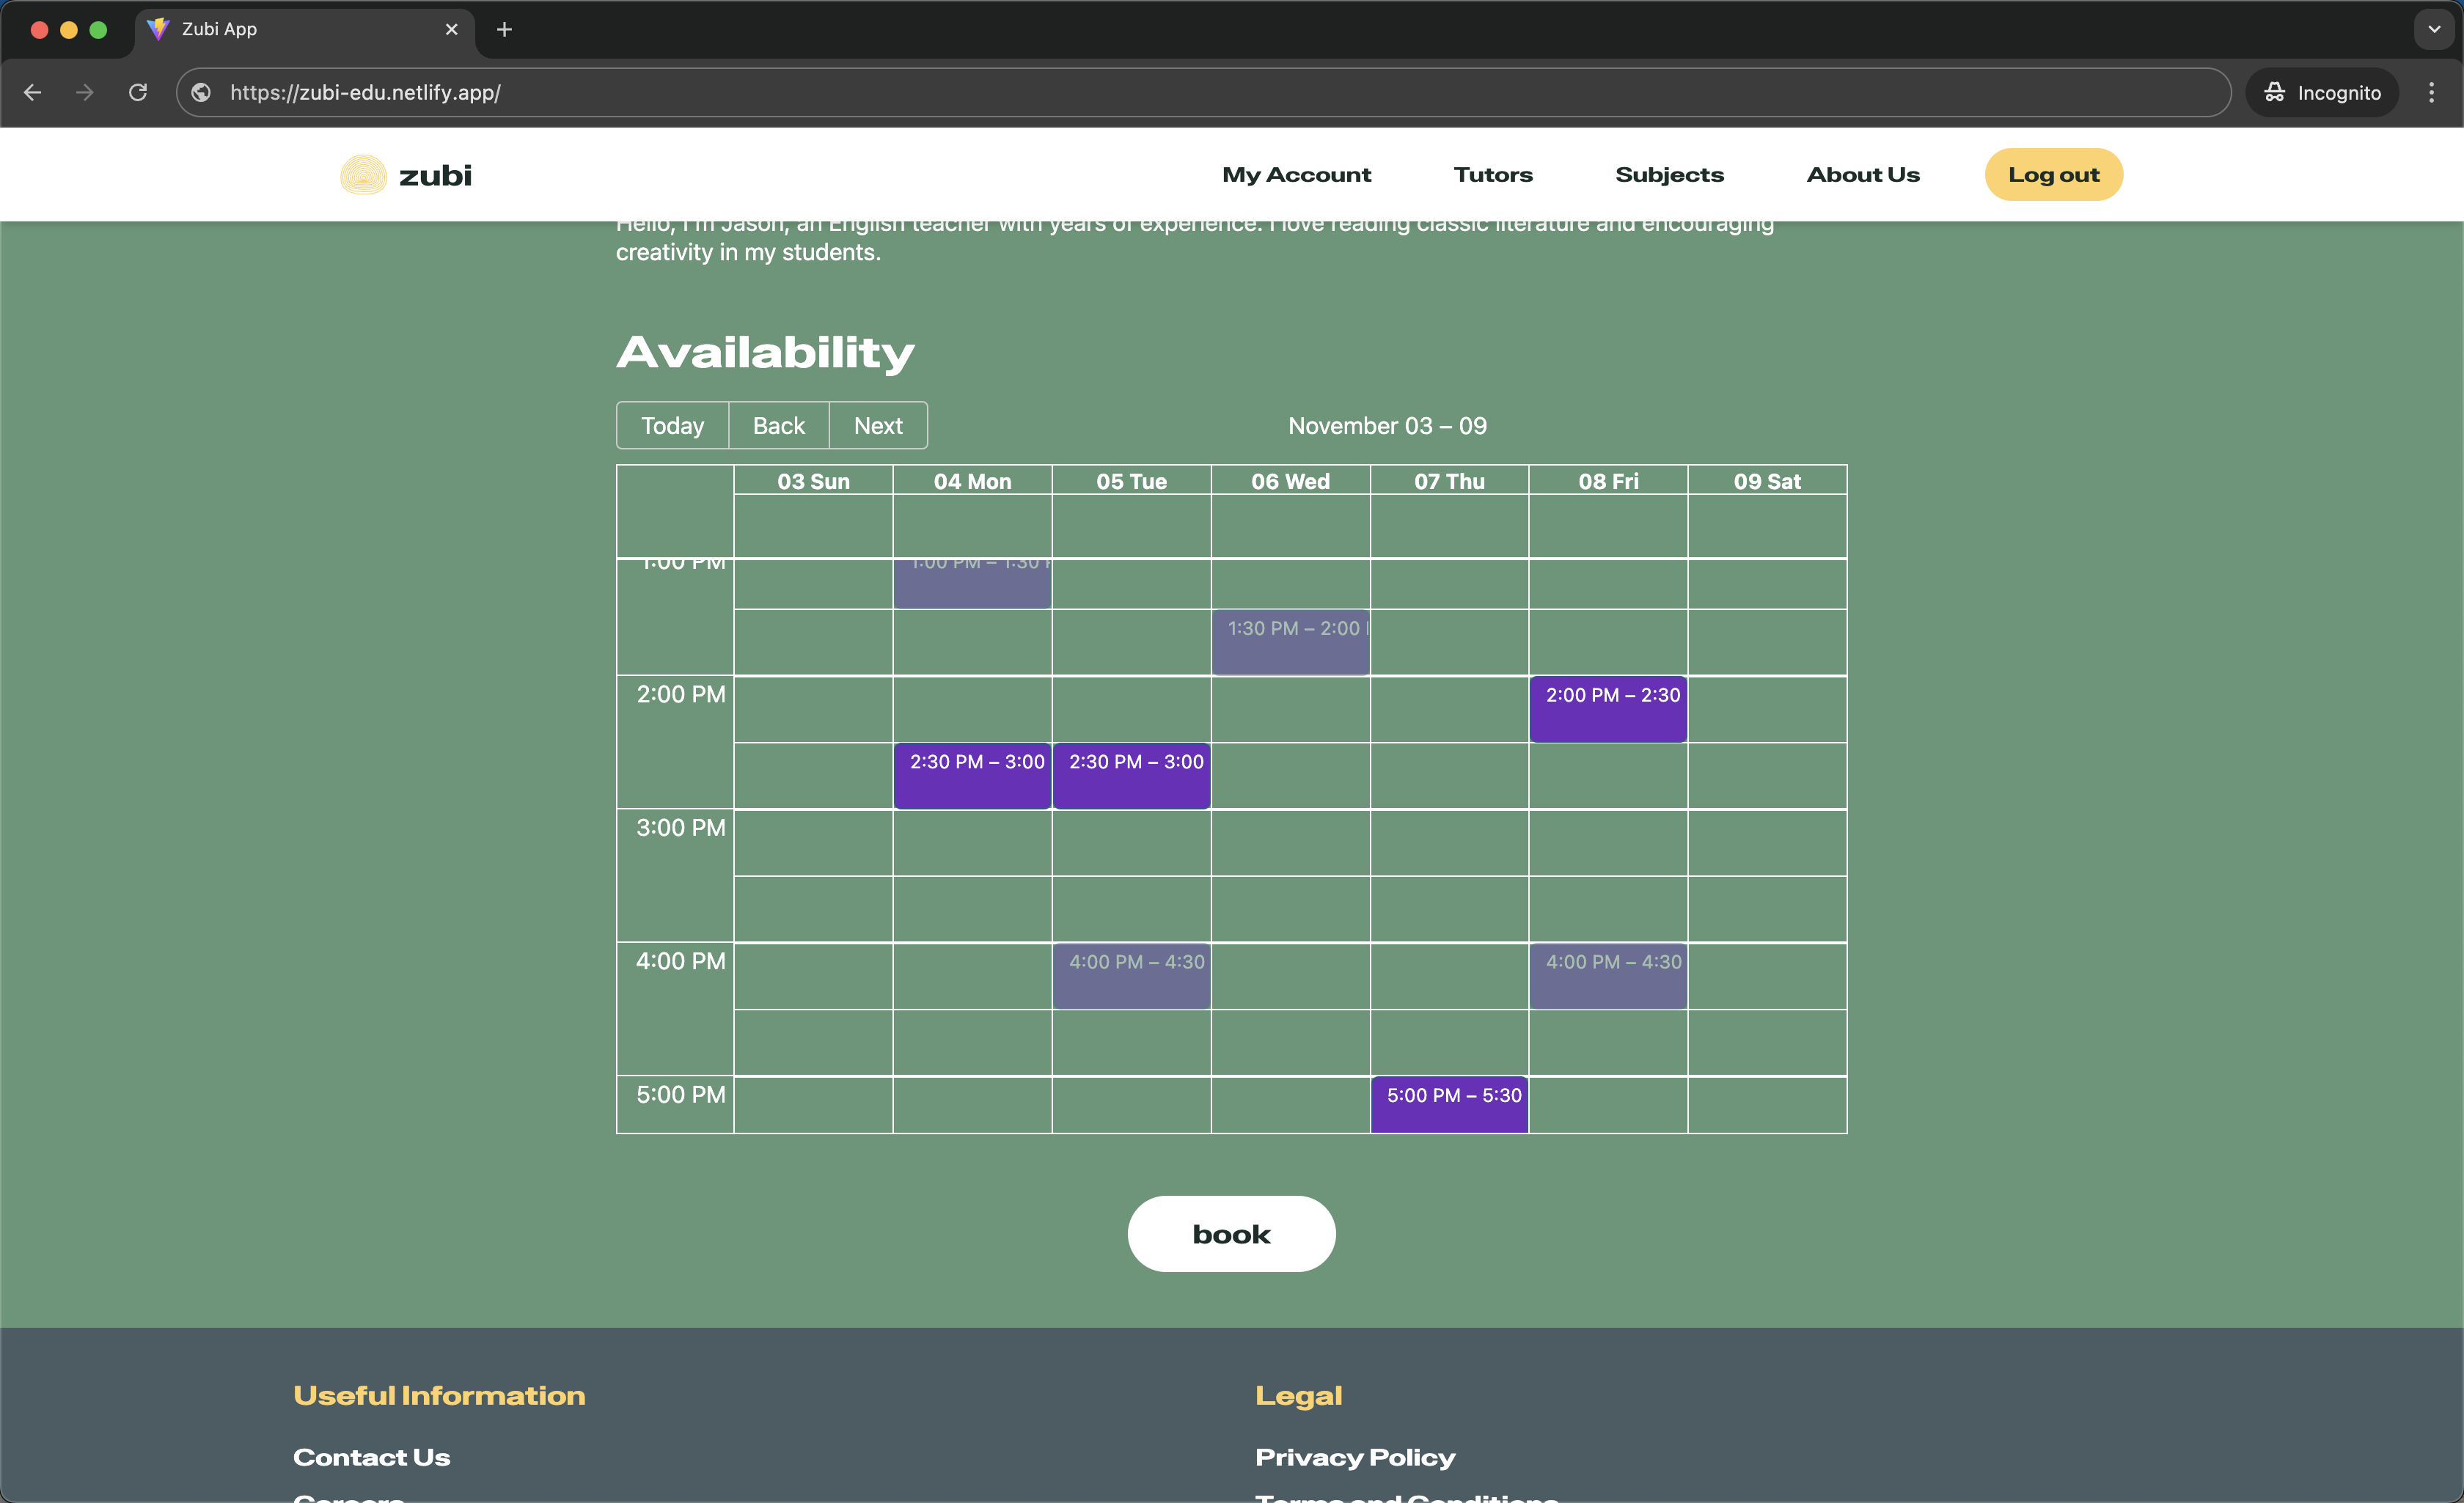 Zubi App
https://zubi-edu.netlify.app/
Incognito
zubi
My Account
Tutors
Subjects
About Us
Log out
Hello, I'm Jason, an English teacher with years of experience. I love reading classic literature and encouraging
creativity in my students.
Availability
Today
Back
Next
November 03 – 09
03 Sun
04 Mon
05 Tue
06 Wed
07 Thu
08 Fri
09 Sat
1:00 PM
1:00 PM – 1:30 P
1:30 PM – 2:00
2:00 PM
2:00 PM – 2:30
2:30 PM – 3:00
2:30 PM – 3:00
3:00 PM
4:00 PM
4:00 PM – 4:30
4:00 PM – 4:30
5:00 PM
5:00 PM – 5:30
book
Useful Information
Legal
Contact Us
Privacy Policy
Careers
Terms and Conditions